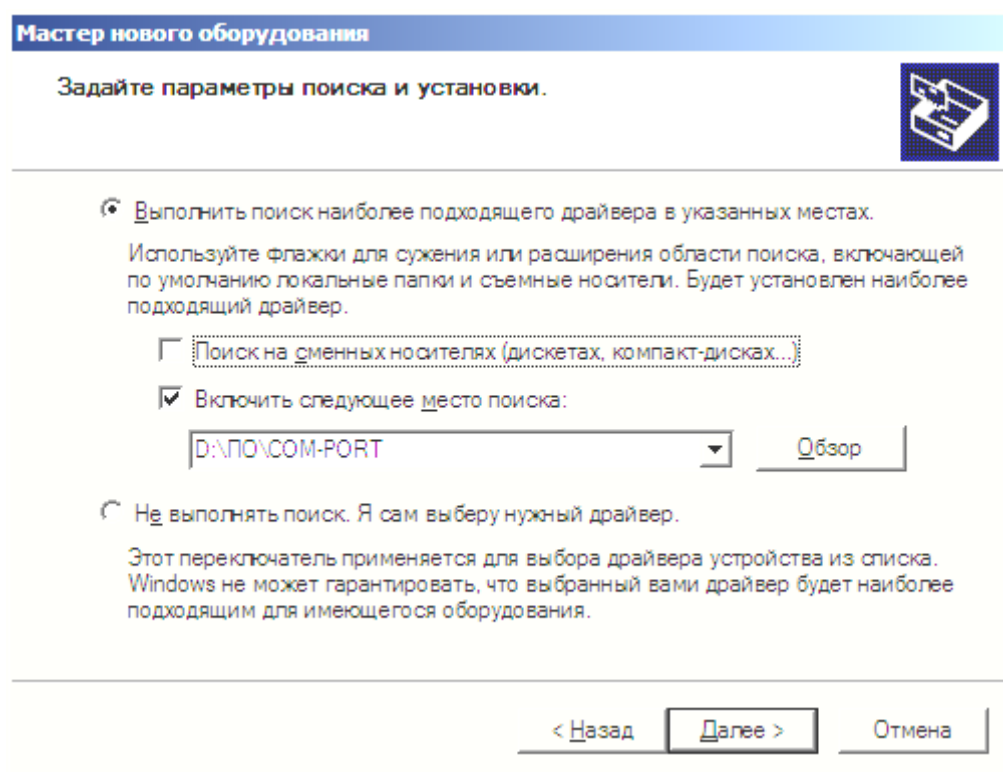 Мастер нового оборудования
Задайте параметры поиска и установки.
Выполнить поиск наиболее подходящего драйвера в указанных местах.
Используйте флажки для сужения или расширения области поиска, включающей
по умолчанию локальные папки и съемные носители. Будет установлен наиболее
подходящий драйвер.
Поиск на сменных носителях (дискетах, компакт-дисках...)
Включить следующее место поиска:
D:\ПО\COM-PORT
Обзор
Не выполнять поиск. Я сам выберу нужный драйвер.
Этот переключатель применяется для выбора драйвера устройства из списка.
Windows не может гарантировать, что выбранный вами драйвер будет наиболее
подходящим для имеющегося оборудования.
< Назад
Далее >
Отмена